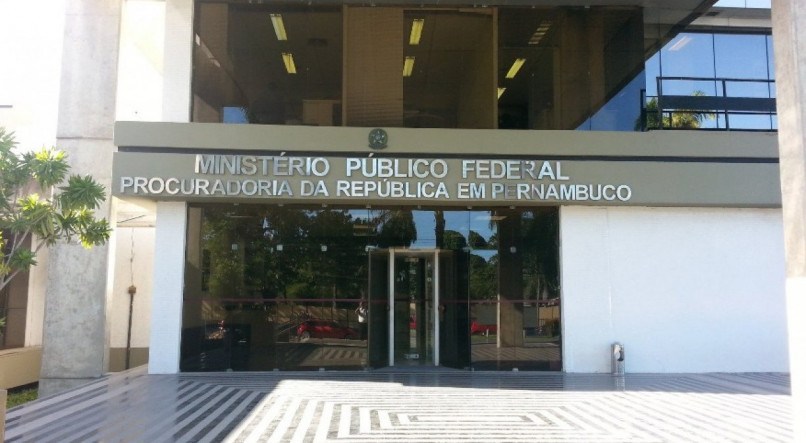 MINISTÉRIO PÚBLICO FEDERAL
PROCURADORIA DA REPÚBLICA EM PERNAMBUCO